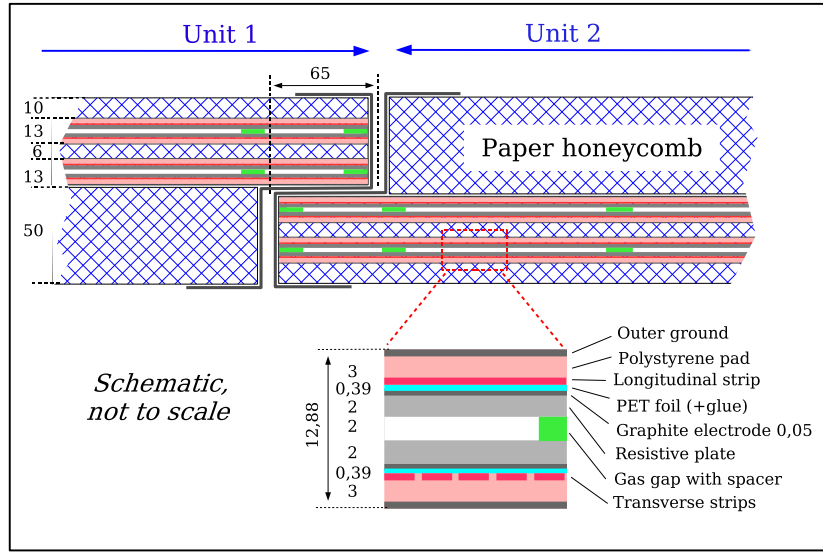 Unit 1
Unit 2
65
10
13
6
13
50
Paper honeycomb
Schematic,
not to scale
12,88
3
0,39
2
2
2
0,39
3
Outer ground
Polystyrene pad
Longitudinal strip
PET foil (+glue)
Graphite electrode 0,05
Resistive plate
Gas gap with spacer
Transverse strips